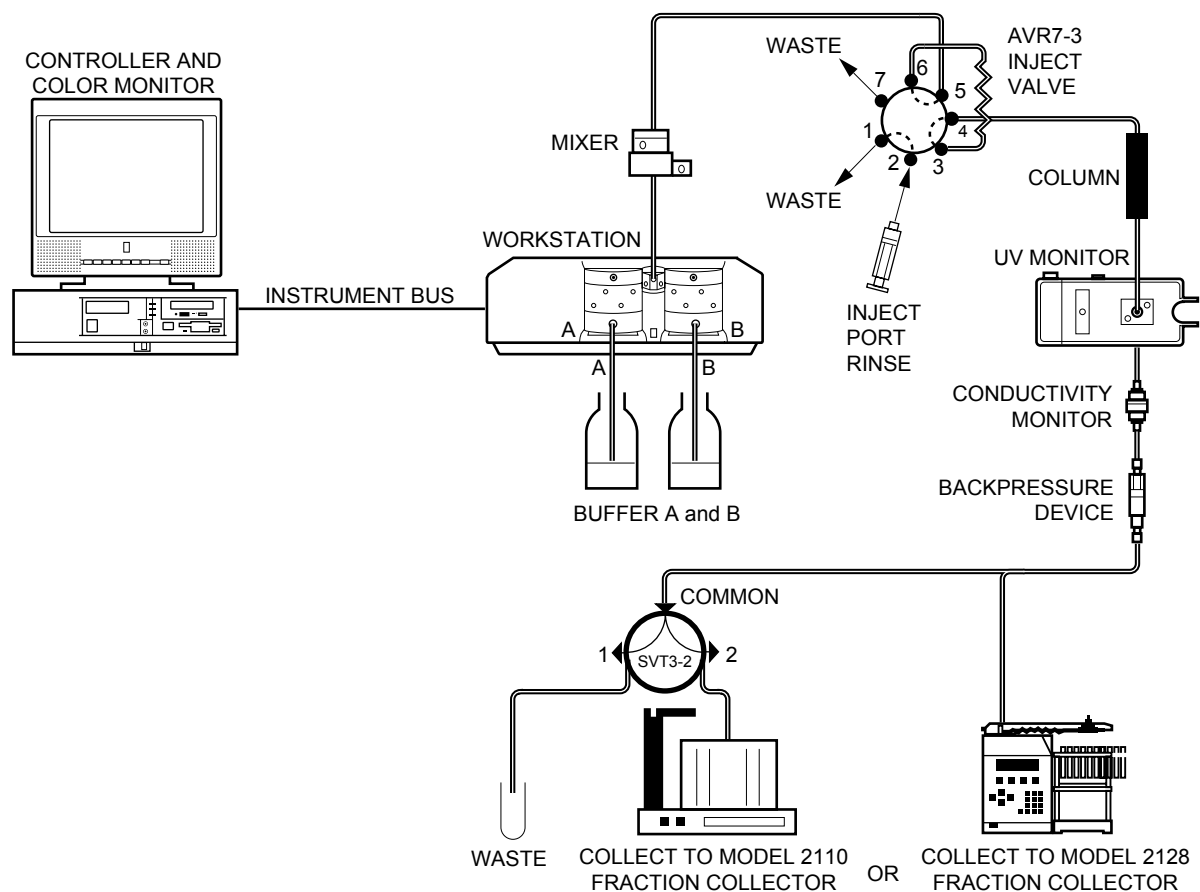 CONTROLLER AND
COLOR MONITOR
INSTRUMENT BUS
MIXER
WORKSTATION
A
B
A
B
BUFFER A and B
WASTE
7
6
5
4
3
2
1
WASTE
AVR7-3
INJECT
VALVE
INJECT
PORT
RINSE
COLUMN
UV MONITOR
CONDUCTIVITY
MONITOR
BACKPRESSURE
DEVICE
COMMON
1
SVT3-2
2
WASTE
COLLECT TO MODEL 2110
FRACTION COLLECTOR
OR
COLLECT TO MODEL 2128
FRACTION COLLECTOR